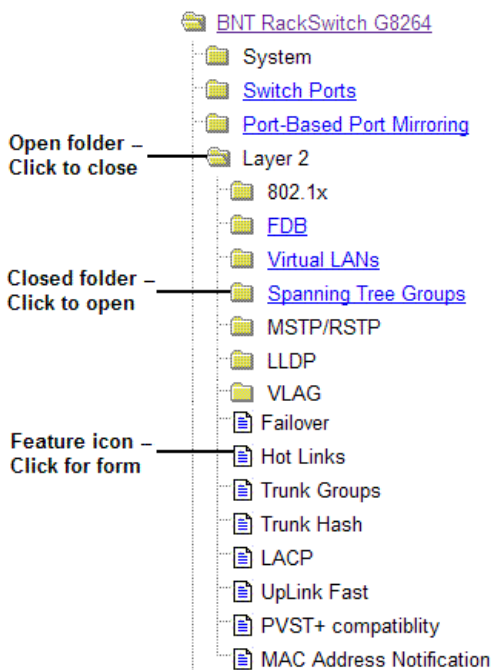 BNT RackSwitch G8264
System
Switch Ports
Port-Based Port Mirroring
Open folder –
Click to close
Layer 2
802.1x
FDB
Virtual LANs
Closed folder –
Click to open
Spanning Tree Groups
MSTP/RSTP
LLDP
VLAG
Failover
Feature icon –
Click for form
Hot Links
Trunk Groups
Trunk Hash
LACP
UpLink Fast
PVST+ compatiblity
MAC Address Notification